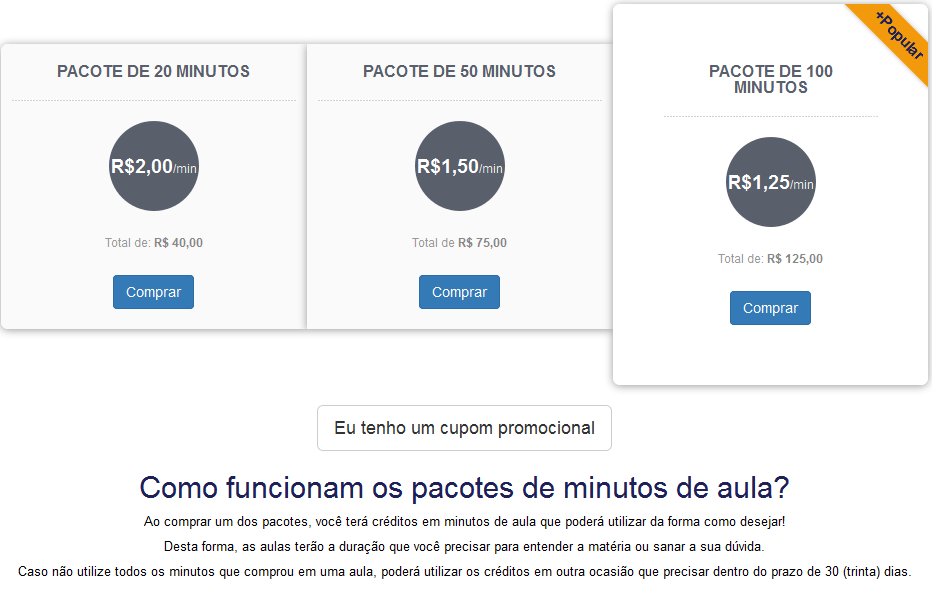 PACOTE DE 20 MINUTOS
R$2,00/min
Total de: R$ 40,00
Comprar
PACOTE DE 50 MINUTOS
R$1,50/min
Total de R$ 75,00
Comprar
+Popular
PACOTE DE 100
MINUTOS
R$1,25/min
Total de: R$ 125,00
Comprar
Eu tenho um cupom promocional
Como funcionam os pacotes de minutos de aula?
Ao comprar um dos pacotes, você terá créditos em minutos de aula que poderá utilizar da forma como desejar!
Desta forma, as aulas terão a duração que você precisar para entender a matéria ou sanar a sua dúvida.
Caso não utilize todos os minutos que comprou em uma aula, poderá utilizar os créditos em outra ocasião que precisar dentro do prazo de 30 (trinta) dias.